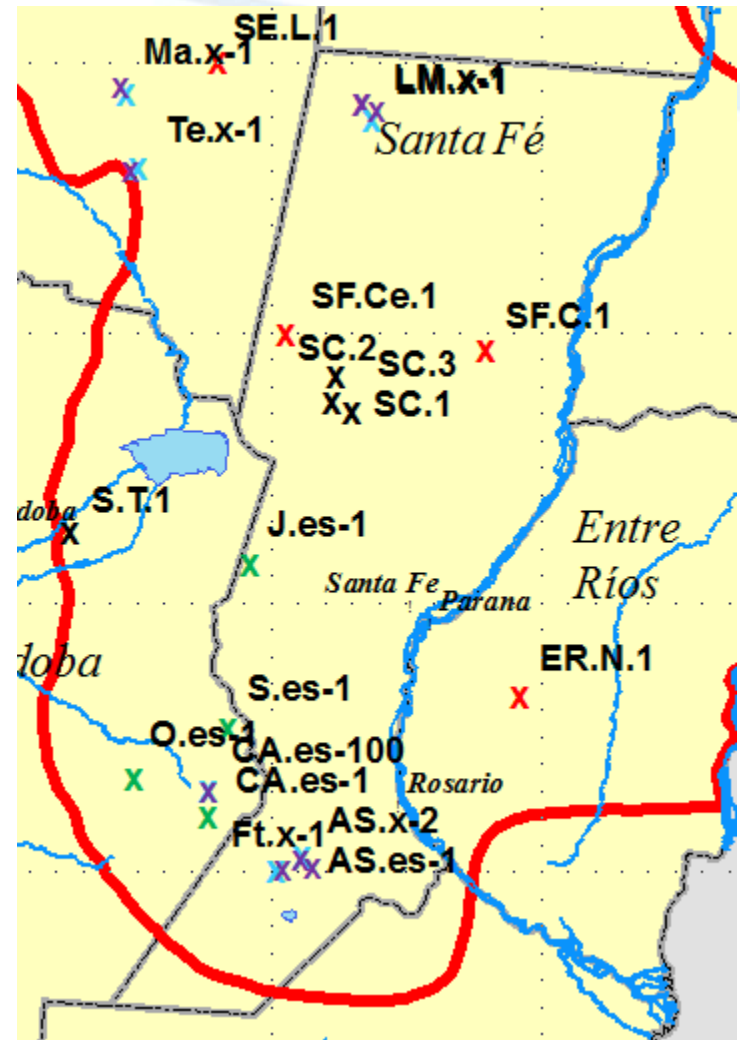 SE.L.1
Ma.x-1
LM.x-1
Te.x-1
Santa Fé
SF.Ce.1
SF.C.1
SC.2
SC.3
SC.1
S.T.1
doba
J.es-1
Entre
Ríos
Santa Fe
Parana
doba
ER.N.1
S.es-1
O.es-1
CA.es-100
CA.es-1
Rosario
Ft.x-1
AS.x-2
AS.es-1